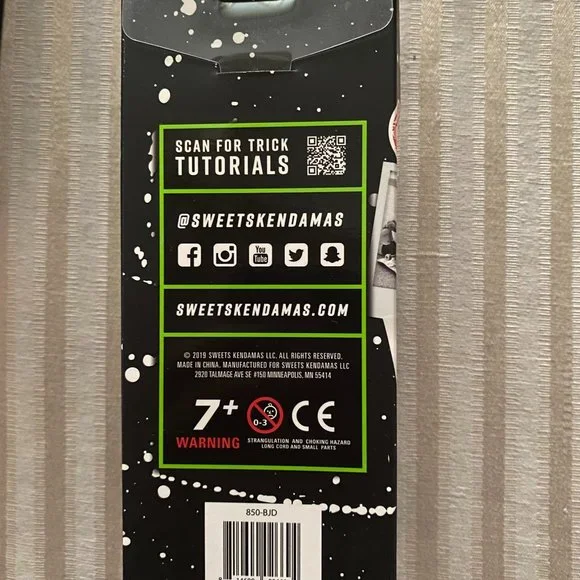 SCAN FOR TRICK
TUTORIALS
@SWEETSKENDAMAS
You
Tube
SWEETSKENDAMAS.COM
© 2019 SWEETS KENDAMAS LLC. ALL RIGHTS RESERVED.
MADE IN CHINA. MANUFACTURED FOR SWEETS KENDAMAS LLC
2920 TALMAGE AVE SE #150 MINNEAPOLIS, MN 55414
7+
0-3
CE
WARNING
STRANGULATION AND CHOKING HAZARD
LONG CORD AND SMALL PARTS
850-BJD